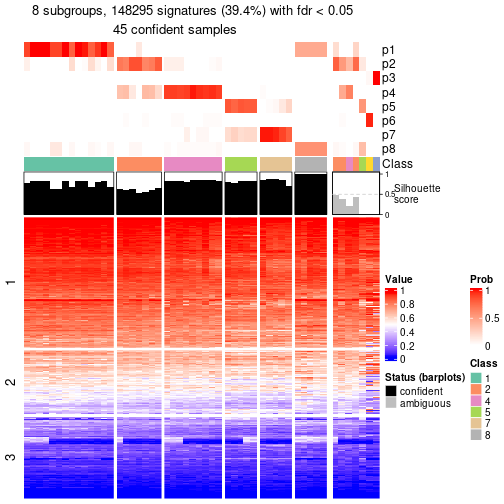 8 subgroups, 148295 signatures (39.4%) with fdr < 0.05
45 confident samples
p1
p2
p3
p4
p5
p6
p7
p8
Class
1
0.5
0
Silhouette
score
1
2
3
Value
1
0.8
0.6
0.4
0.2
0
Status (barplots)
confident
ambiguous
Prob
1
0.5
0
Class
1
2
4
5
7
8